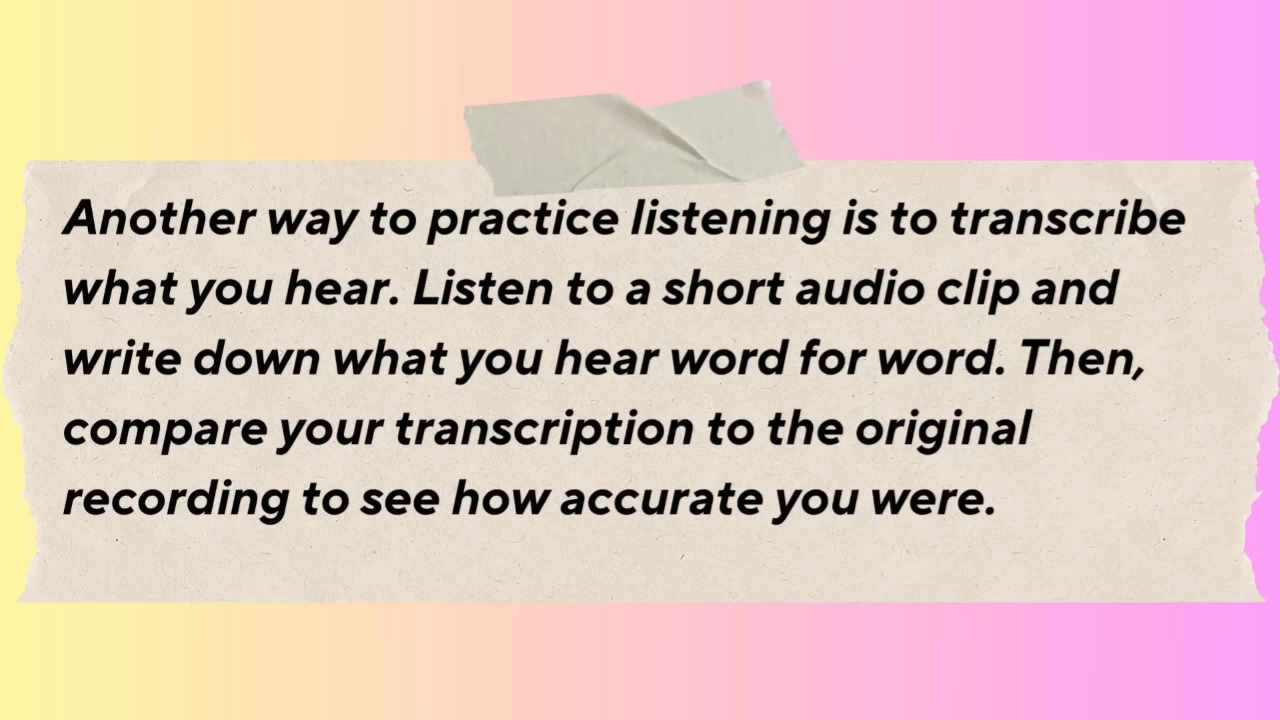 Another way to practice listening is to transcribe
what you hear. Listen to a short audio clip and
write down what you hear word for word. Then,
compare your transcription to the original
recording to see how accurate you were.